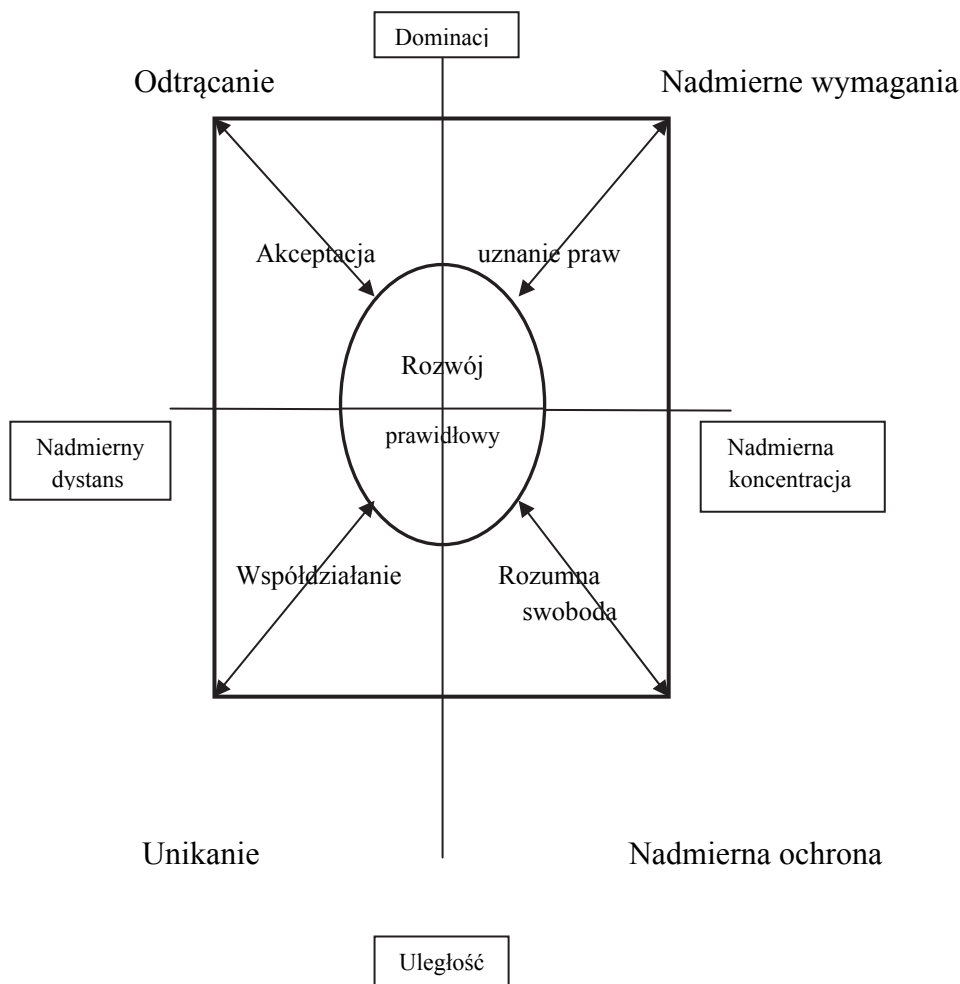 Dominacj
Odtrącanie
Nadmierne wymagania
Akceptacja
uznanie praw
Rozwój
prawidłowy
Nadmierny
dystans
Nadmierna
koncentracja
Współdziałanie
Rozumna
swoboda
Unikanie
Nadmierna ochrona
Uległość